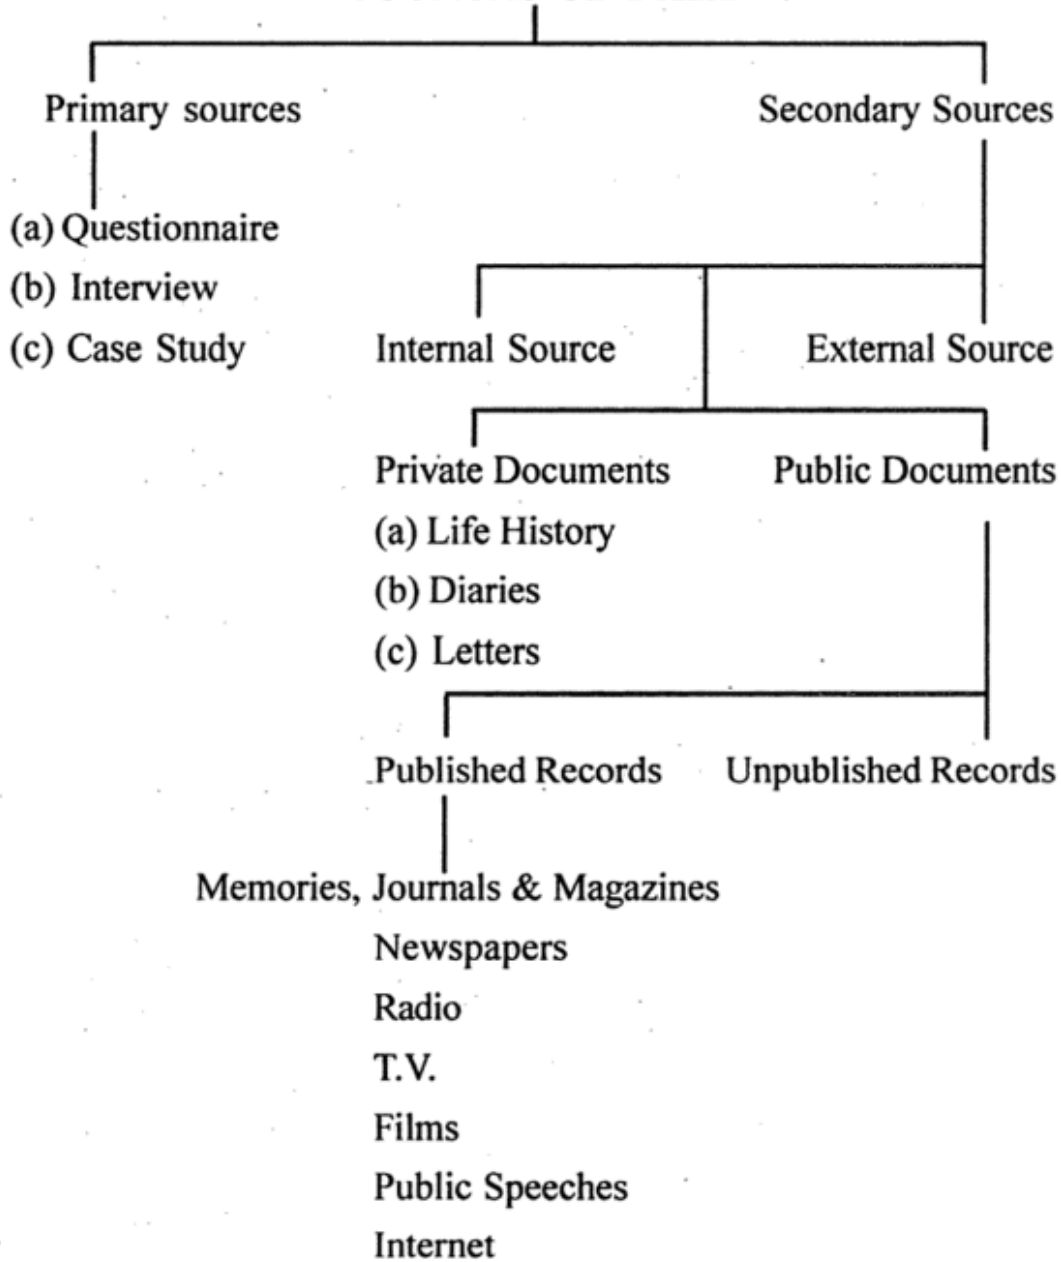 Primary sources Secondary Sources
(a) Questionnaire
(b) Interview
(c) Case Study Internal Source External Source
Private Documents Public Documents
(a) Life History
(b) Diaries
(c) Letters
Published Records Unpublished Records
Memories, Journals & Magazines
Newspapers
Radio
T.V.
Films
Public Speeches
Internet